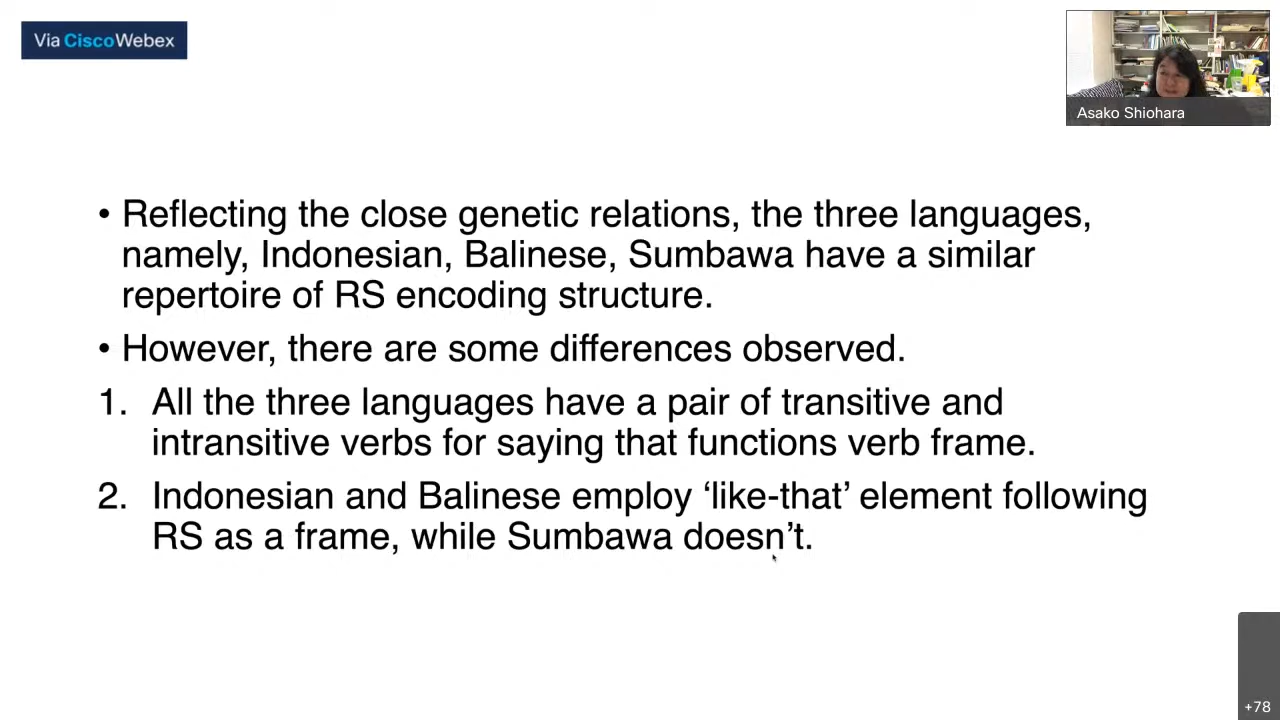 Via CiscoWebex
Asako Shiohara
• Reflecting the close genetic relations, the three languages,
namely, Indonesian, Balinese, Sumbawa have a similar
repertoire of RS encoding structure.
• However, there are some differences observed.
1. All the three languages have a pair of transitive and
intransitive verbs for saying that functions verb frame.
2. Indonesian and Balinese employ ‘like-that’ element following
RS as a frame, while Sumbawa doesn’t.
+78